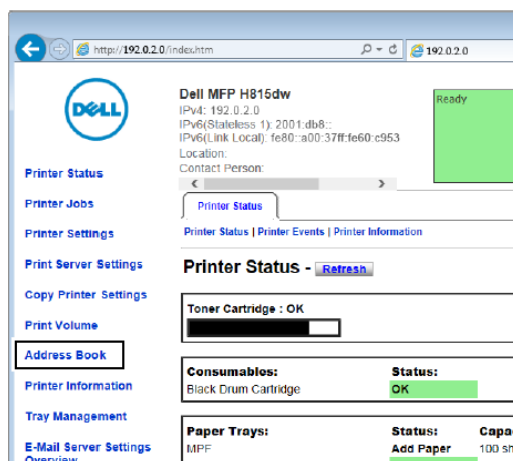 http://192.0.2.0/index.htm
192.0.2.0
DELL
Dell MFP H815dw
IPv4: 192.0.2.0
IPv6(Stateless 1): 2001:db8::
IPv6(Link Local): fe80::a00:37ff:fe60:c953
Location:
Contact Person:
Ready
Printer Status
Printer Jobs
Printer Settings
Print Server Settings
Copy Printer Settings
Print Volume
Address Book
Printer Information
Tray Management
E-Mail Server Settings
Overview
Printer Status
Printer Status | Printer Events | Printer Information
Printer Status - Refresh
Toner Cartridge : OK
Consumables: Status:
Black Drum Cartridge OK
Paper Trays: Status: Capa
MPF Add Paper 100 sh